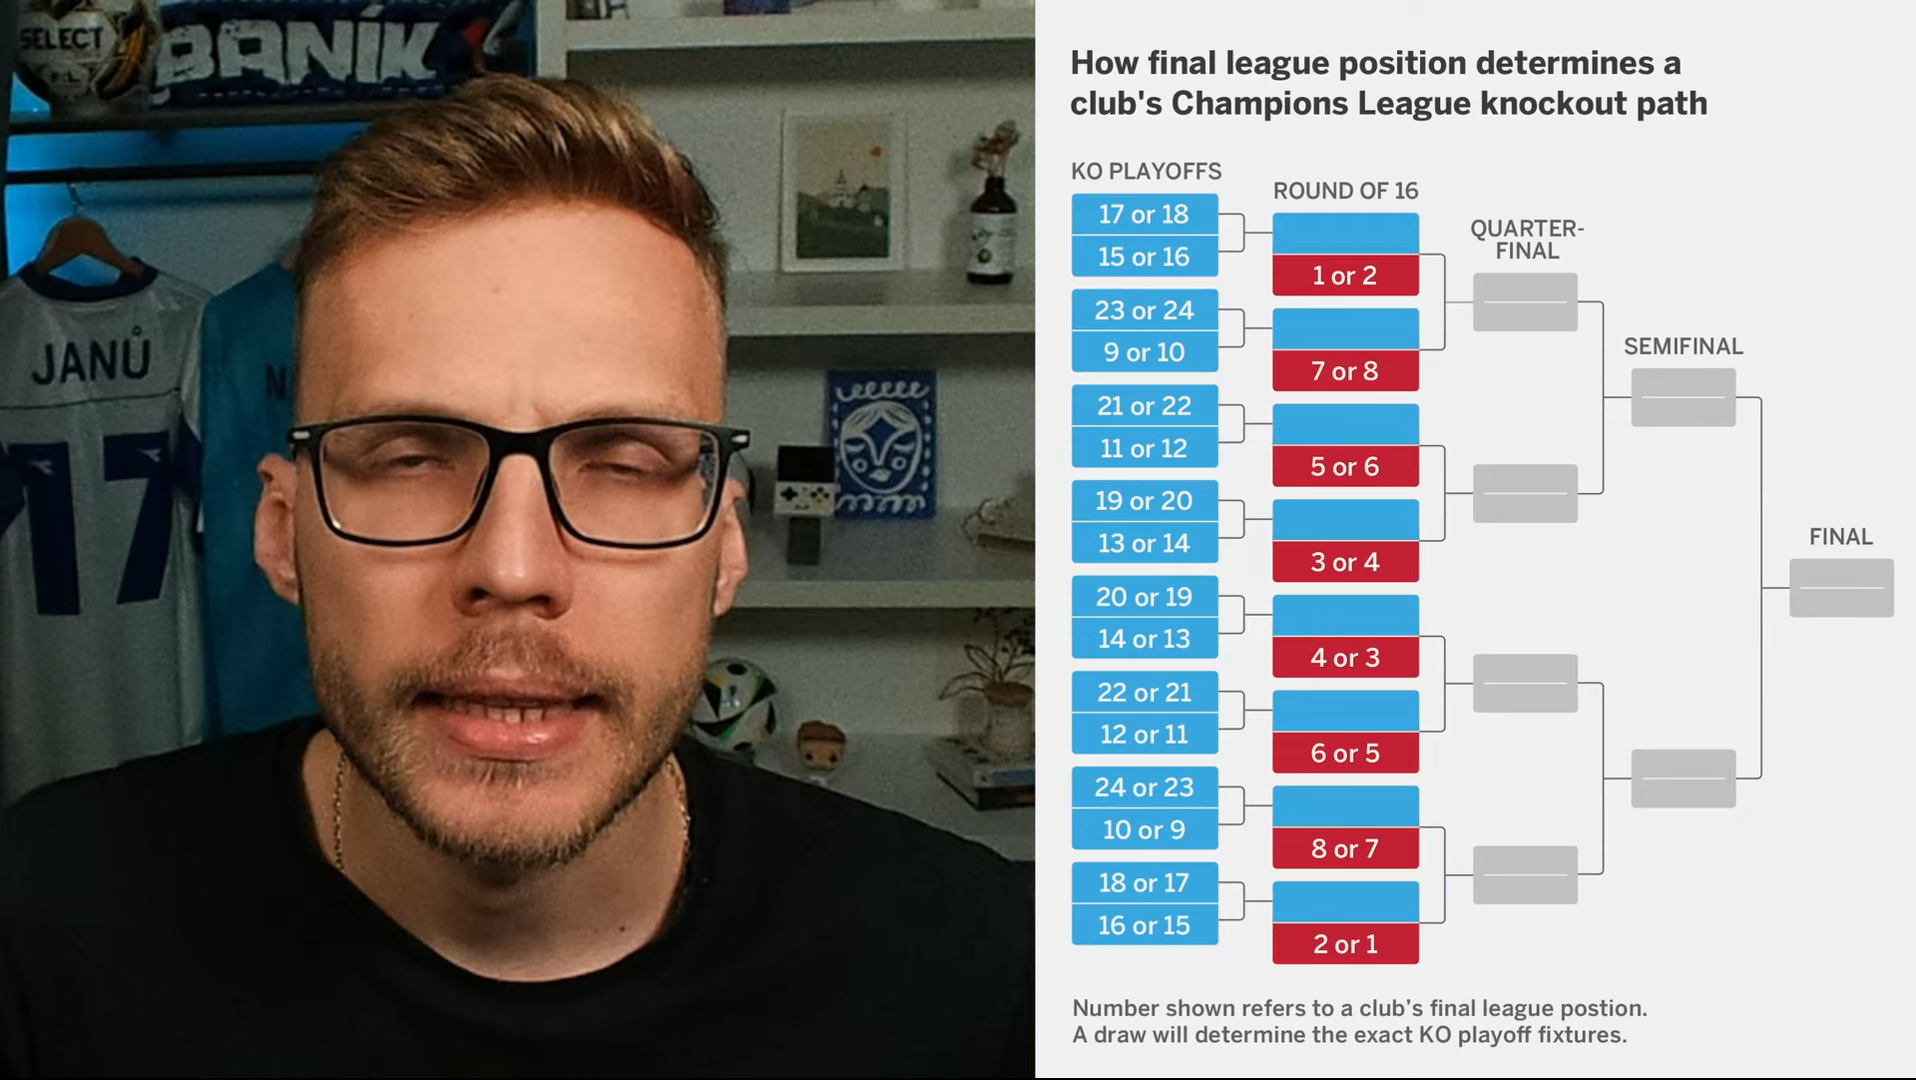 SELECT
BANÍK
JANŮ
17
N
How final league position determines a
club's Champions League knockout path
KO PLAYOFFS
17 or 18
15 or 16
23 or 24
9 or 10
21 or 22
11 or 12
19 or 20
13 or 14
20 or 19
14 or 13
22 or 21
12 or 11
24 or 23
10 or 9
18 or 17
16 or 15
ROUND OF 16
1 or 2
7 or 8
5 or 6
3 or 4
4 or 3
6 or 5
8 or 7
2 or 1
QUARTER-
FINAL
SEMIFINAL
FINAL
Number shown refers to a club’s final league postion.
A draw will determine the exact KO playoff fixtures.